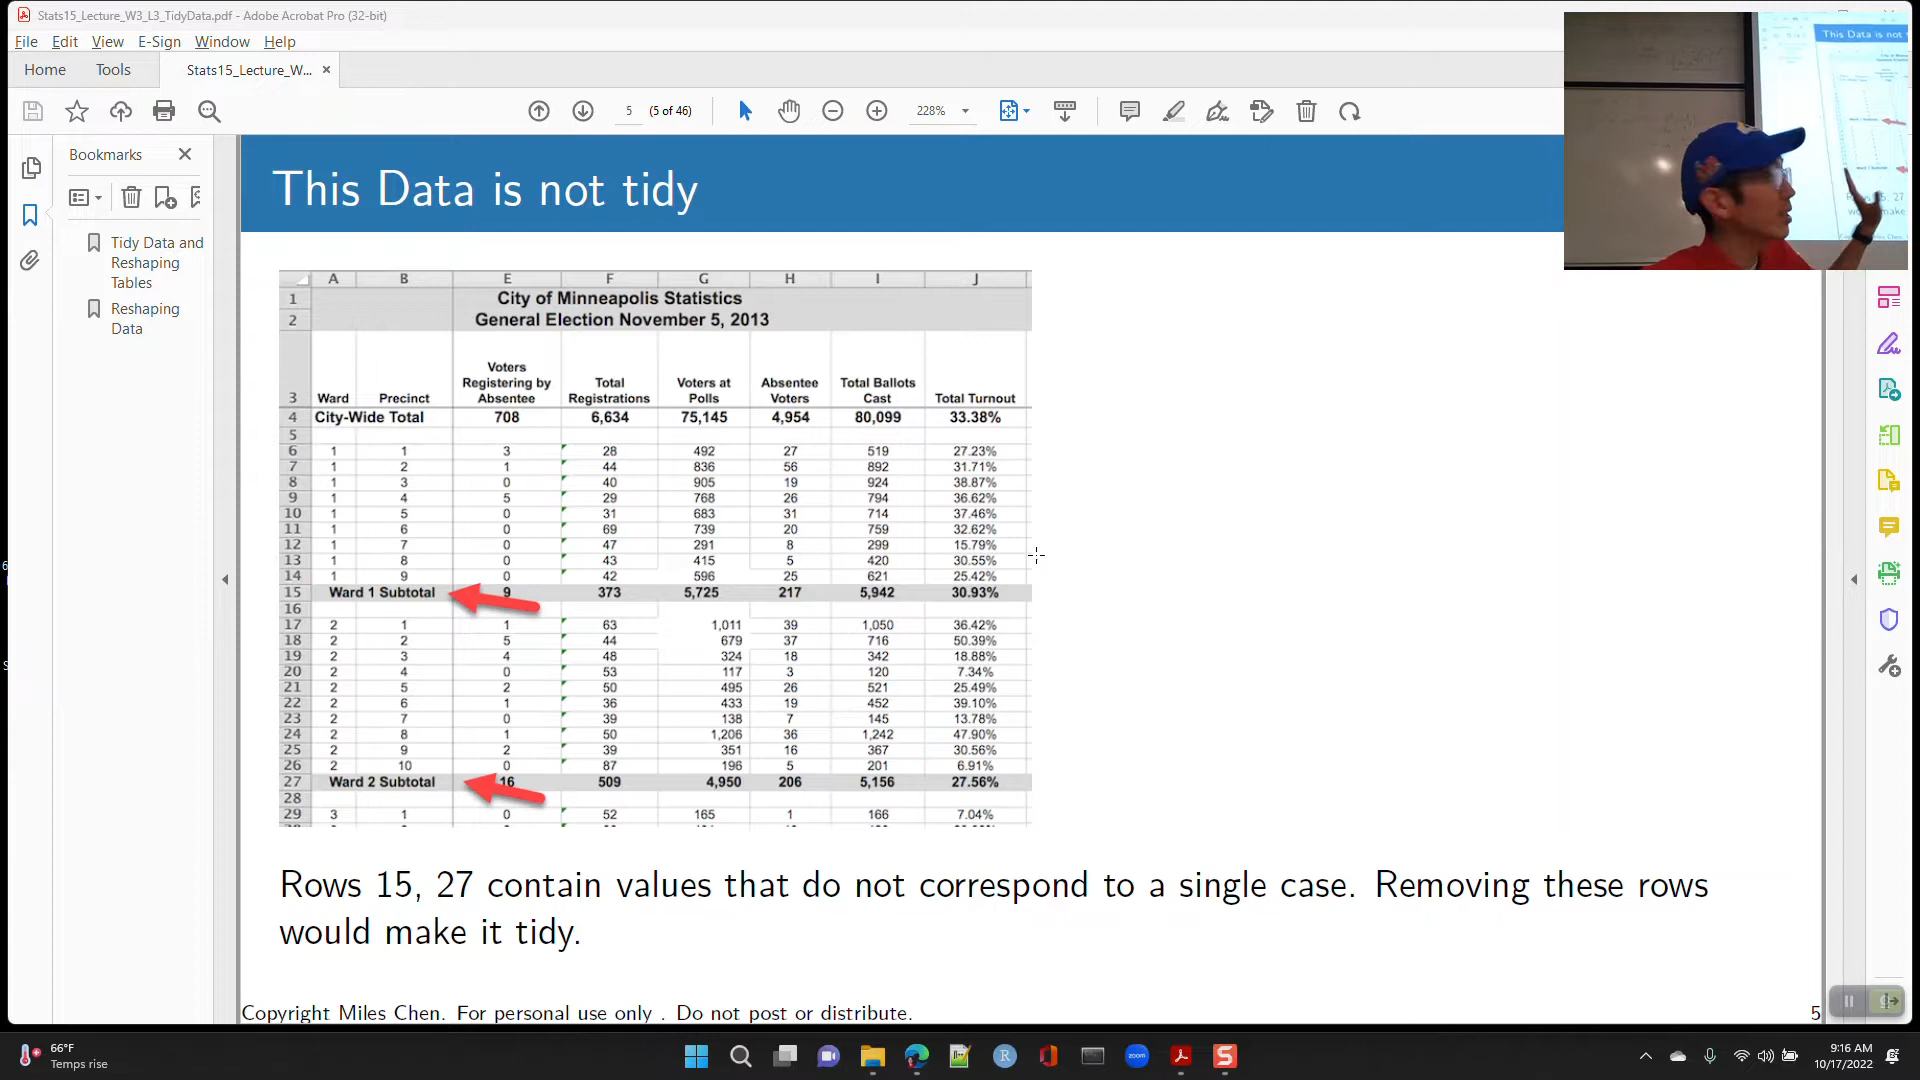 Stats15_Lecture_W3_L3_TidyData.pdf - Adobe Acrobat Pro (32-bit)
File Edit View E-Sign Window Help
Home Tools Stats15_Lecture_W... ×
5 (5 of 46) 228%
Bookmarks
Tidy Data and
Reshaping
Tables
Reshaping
Data
This Data is not tidy
A B E F G H I J
1 City of Minneapolis Statistics
2 General Election November 5, 2013
Voters
Registering by Total Voters at Absentee Total Ballots
3 Ward Precinct Absentee Registrations Polls Voters Cast Total Turnout
4 City-Wide Total 708 6,634 75,145 4,954 80,099 33.38%
5
6 1 1 3 28 492 27 519 27.23%
7 1 2 1 44 836 56 892 31.71%
8 1 3 0 40 905 19 924 38.87%
9 1 4 5 29 768 26 794 36.62%
10 1 5 0 31 683 31 714 37.46%
11 1 6 0 69 739 20 759 32.62%
12 1 7 0 47 291 8 299 15.79%
13 1 8 0 43 415 5 420 30.55%
14 1 9 0 42 596 25 621 25.42%
15 Ward 1 Subtotal 9 373 5,725 217 5,942 30.93%
16
17 2 1 1 63 1,011 39 1,050 36.42%
18 2 2 5 44 679 37 716 50.39%
19 2 3 4 48 324 18 342 18.88%
20 2 4 0 53 117 3 120 7.34%
21 2 5 2 50 495 26 521 25.49%
22 2 6 1 36 433 19 452 39.10%
23 2 7 0 39 138 7 145 13.78%
24 2 8 1 50 1,206 36 1,242 47.90%
25 2 9 2 39 351 16 367 30.56%
26 2 10 0 87 196 5 201 6.91%
27 Ward 2 Subtotal 16 509 4,950 206 5,156 27.56%
28
29 3 1 0 52 165 1 166 7.04%
Rows 15, 27 contain values that do not correspond to a single case. Removing these rows
would make it tidy.
Copyright Miles Chen. For personal use only . Do not post or distribute.
5
This Data is not
66°F
Temps rise
zoom
9:16 AM
10/17/2022